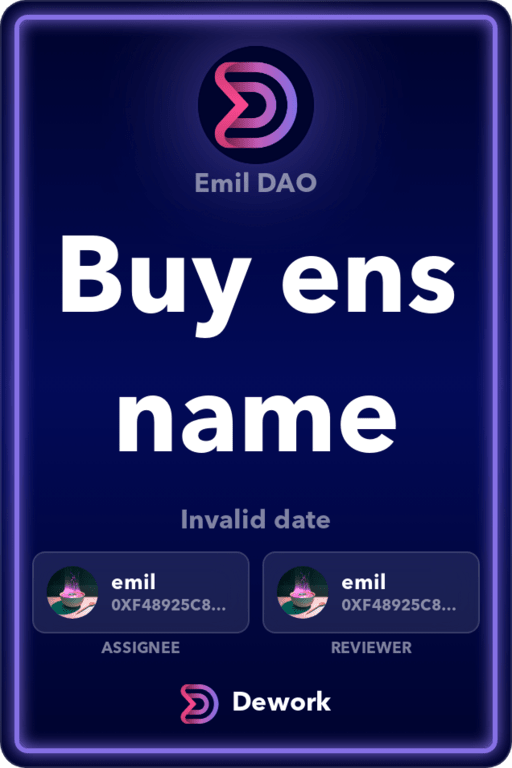 Emil DAO
Buy ens
name
Invalid date
emil
0XF48925C8...
ASSIGNEE
emil
0XF48925C8...
REVIEWER
Dework